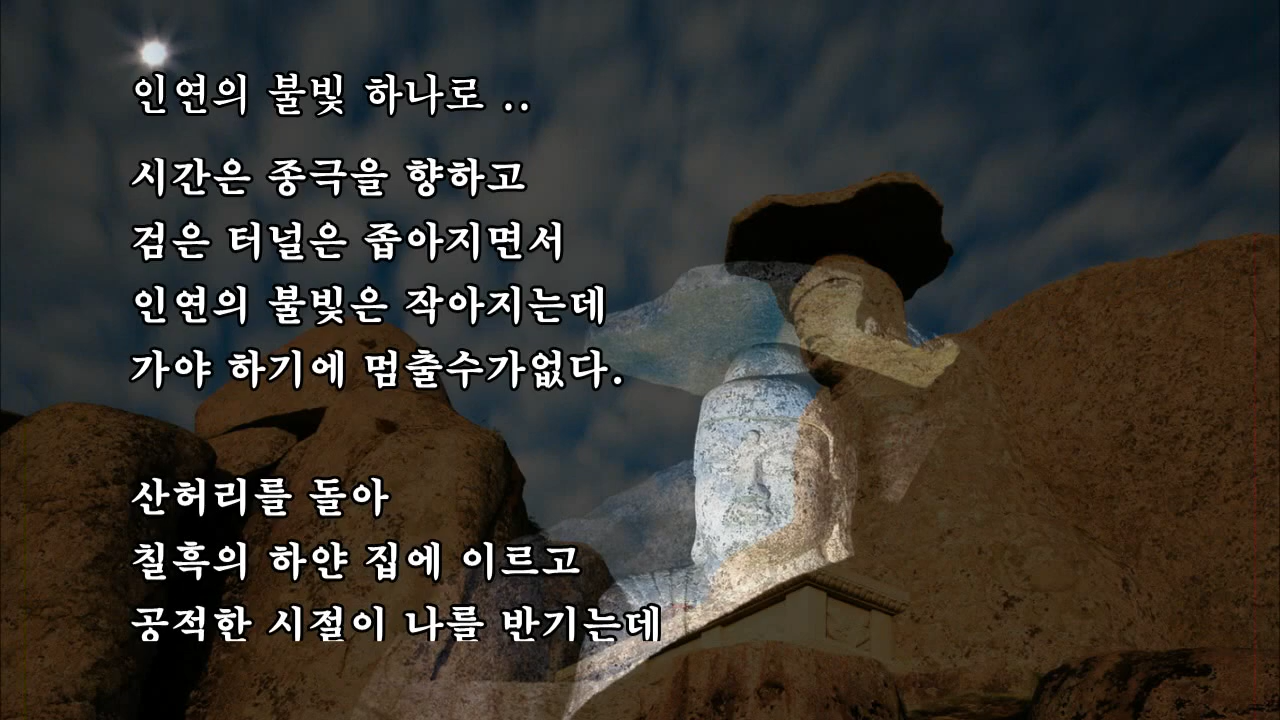 인연의 불빛 하나로 ..
시간은 종극을 향하고
검은 터널은 좁아지면서
인연의 불빛은 작아지는데
가야 하기에 멈출수가없다.
산허리를 돌아
칠흑의 하얀 집에 이르고
공적한 시절이 나를 반기는데